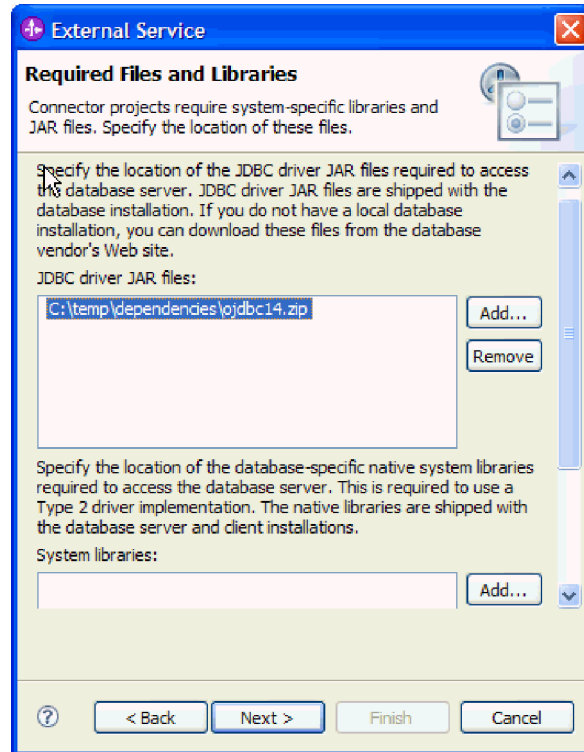 External Service
Required Files and Libraries
Connector projects require system-specific libraries and
JAR files. Specify the location of these files.
Specify the location of the JDBC driver JAR files required to access
this database server. JDBC driver JAR files are shipped with the
database installation. If you do not have a local database
installation, you can download these files from the database
vendor's Web site.
JDBC driver JAR files:
C:\temp\dependencies\ojdbc14.zip
Add...
Remove
Specify the location of the database-specific native system libraries
required to access the database server. This is required to use a
Type 2 driver implementation. The native libraries are shipped with
the database server and client installations.
System libraries:
Add...
< Back
Next >
Finish
Cancel